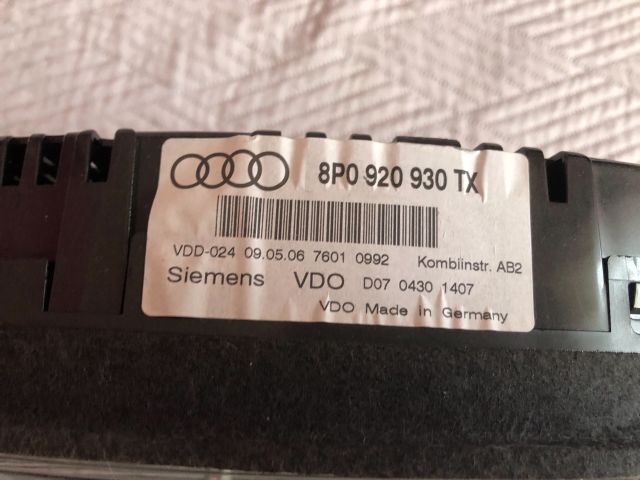 8P0 920 930 TX
VDD-024 09.05.06 7601 0992 Kombiinstr. AB2
Siemens VDO D07 0430 1407
VDO Made in Germany